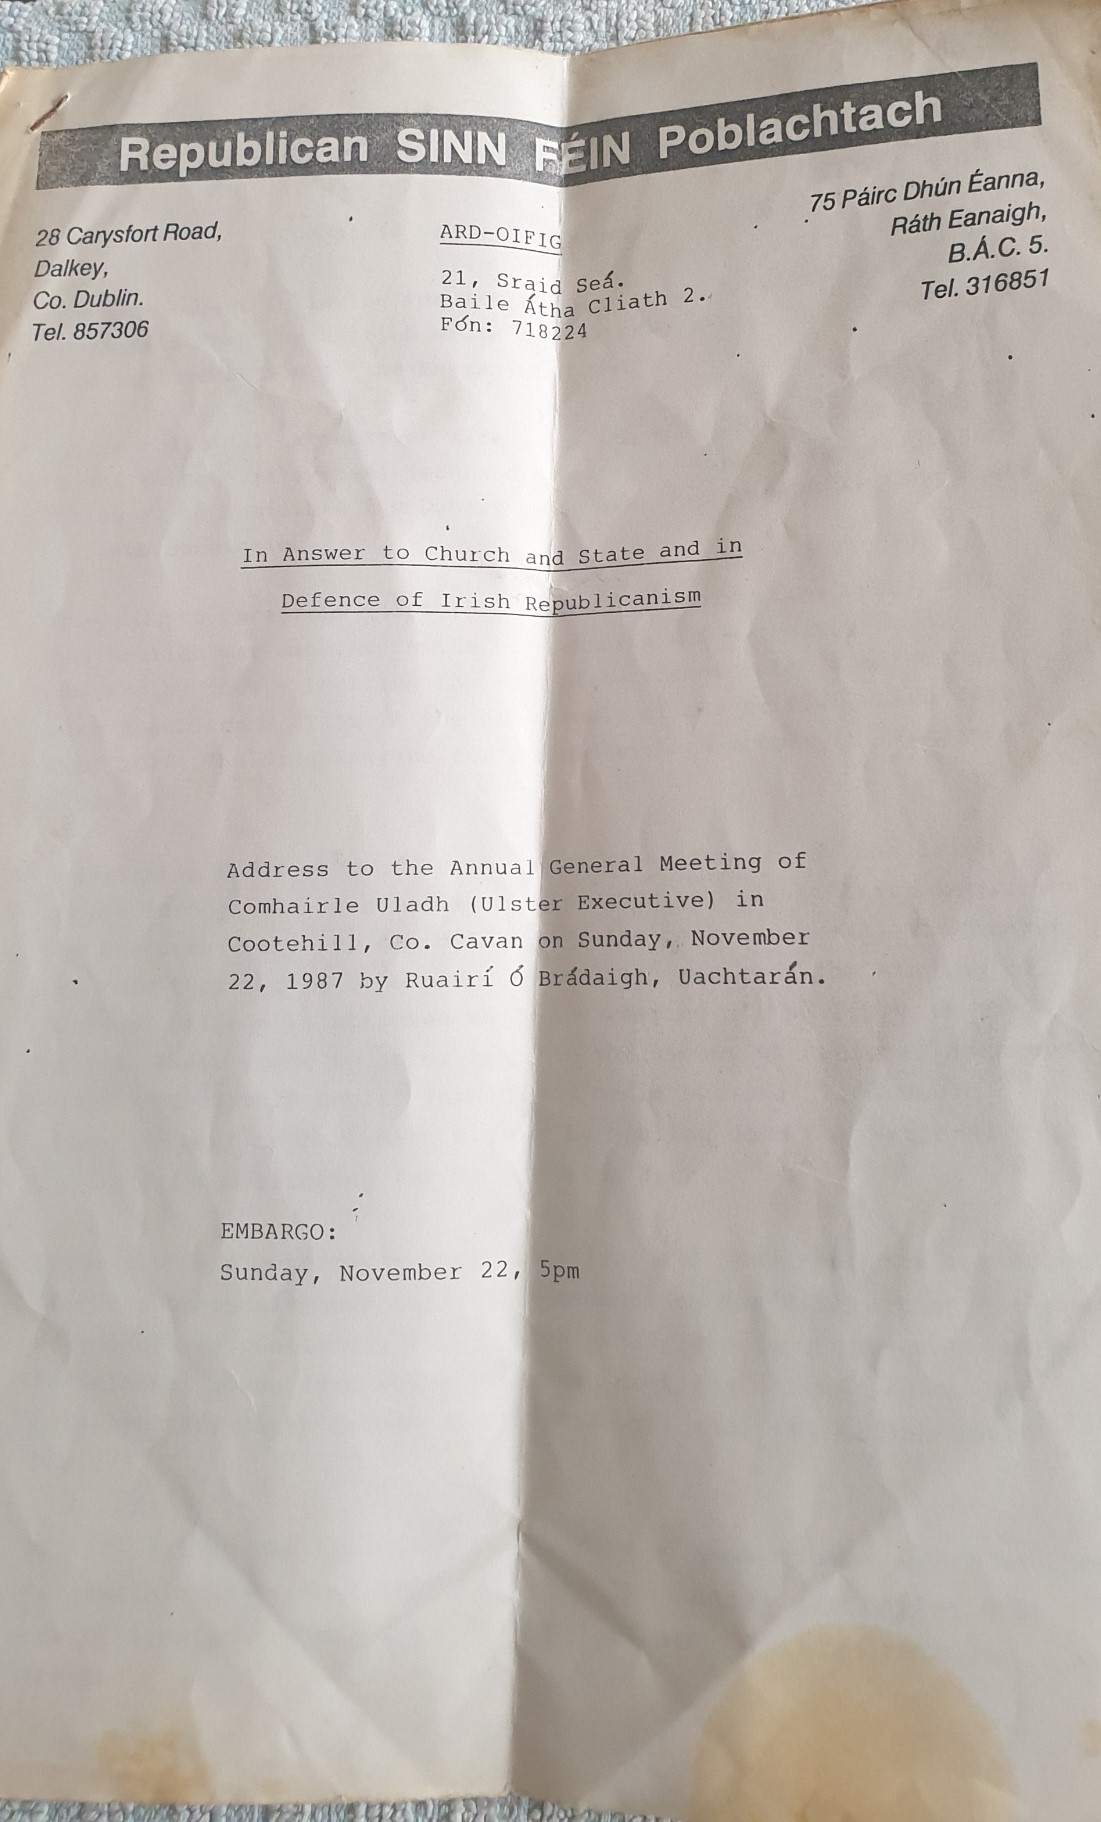 Republican SINN FÉIN Poblachtach
28 Carysfort Road,
Dalkey,
Co. Dublin.
Tel. 857306
ARD-OIFIG
21, Sraid Seá.
Baile Átha Cliath 2.
Fón: 718224
75 Páirc Dhún Éanna,
Ráth Eanaigh,
B.Á.C. 5.
Tel. 316851
In Answer to Church and State and in
Defence of Irish Republicanism
Address to the Annual General Meeting of
Comhairle Uladh (Ulster Executive) in
Cootehill, Co. Cavan on Sunday, November
22, 1987 by Ruairí Ó Brádaigh, Uachtarán.
EMBARGO:
Sunday, November 22, 5pm